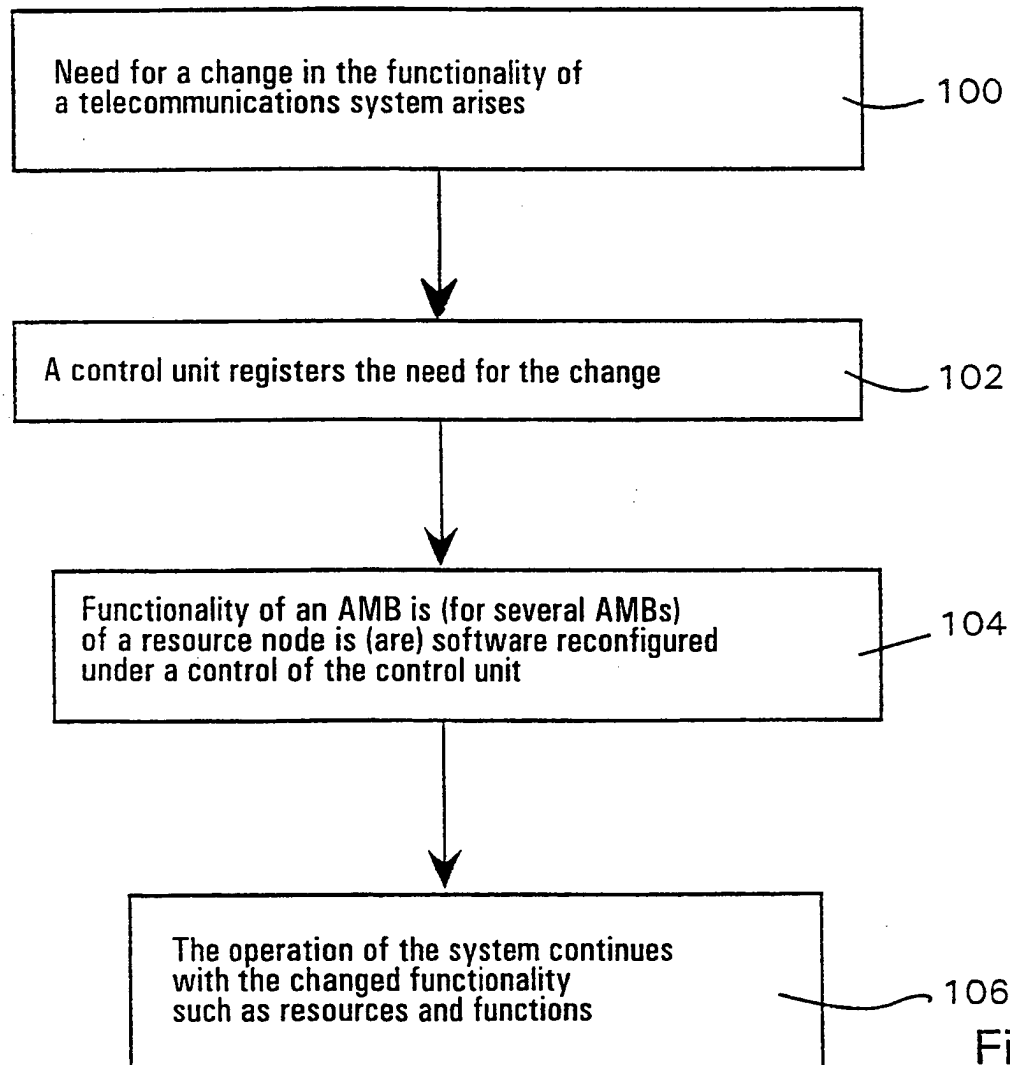 Need for a change in the functionality of
a telecommunications system arises
100
A control unit registers the need for the change
102
Functionality of an AMB is (for several AMBs)
of a resource node is (are) software reconfigured
under a control of the control unit
104
The operation of the system continues
with the changed functionality
such as resources and functions
106
Fi